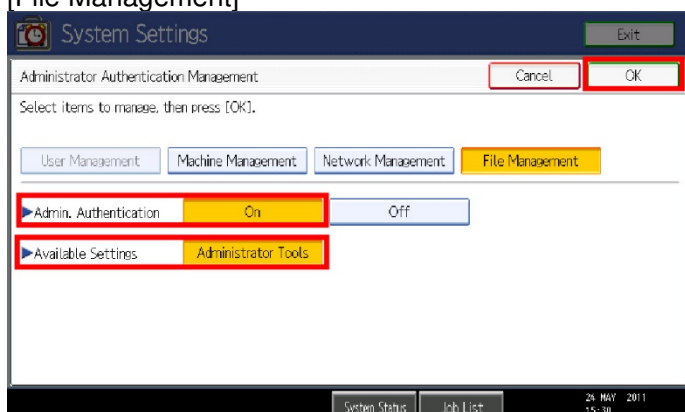 [File Management]
System Settings
Exit
Administrator Authentication Management
Cancel
OK
Select items to manage, then press [OK].
User Management
Machine Management
Network Management
File Management
►Admin. Authentication
On
Off
►Available Settings
Administrator Tools
System Status
Job List
24 MAY 2011
15:30